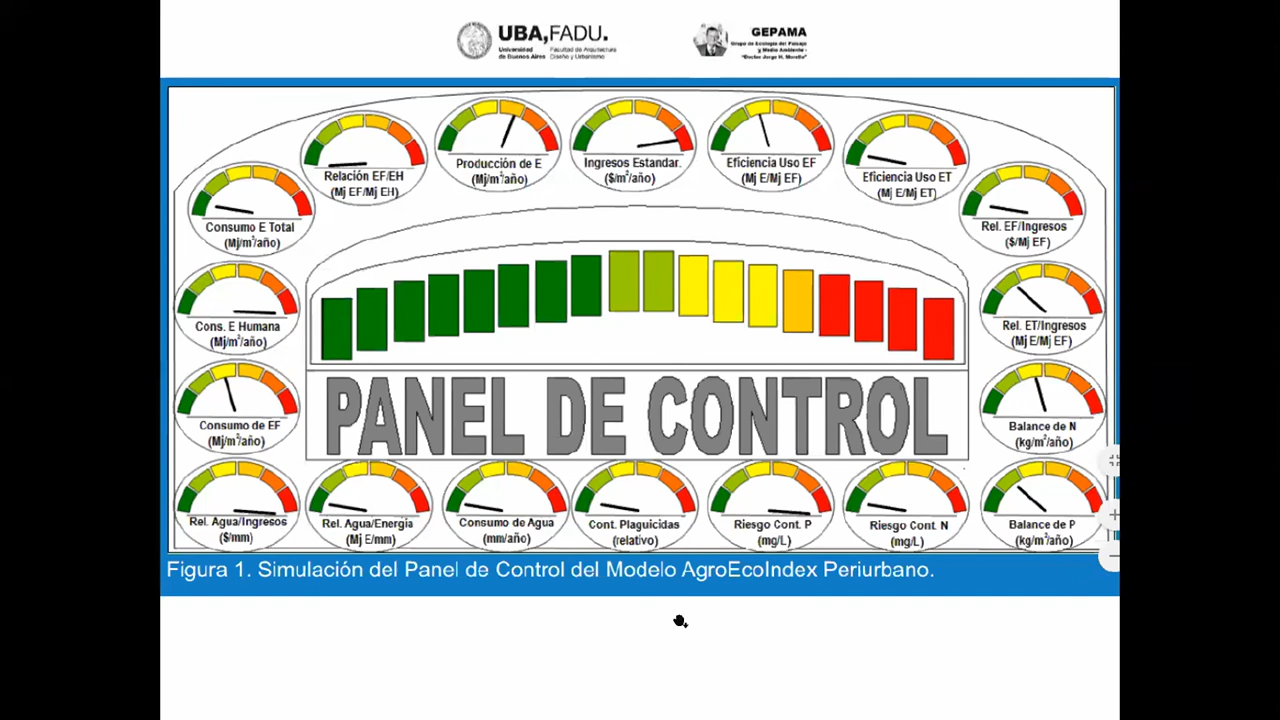 UBA,FADU.
Universidad de Buenos Aires
Facultad de Arquitectura Diseño y Urbanismo
GEPAMA
Grupo de Ecología del Paisaje
y Medio Ambiente -
"Doctor Jorge H. Morello"
Relación EF/EH
(Mj EF/Mj EH)
Producción de E
(Mj/m²/año)
Ingresos Estandar.
($/m²/año)
Eficiencia Uso EF
(Mj E/Mj EF)
Eficiencia Uso ET
(Mj E/Mj ET)
Consumo E Total
(Mj/m²/año)
Rel. EF/Ingresos
($/Mj EF)
Cons. E Humana
(Mj/m²/año)
Rel. ET/Ingresos
(Mj E/Mj EF)
Consumo de EF
(Mj/m²/año)
PANEL DE CONTROL
Balance de N
(kg/m²/año)
Rel. Agua/Ingresos
($/mm)
Rel. Agua/Energia
(Mj E/mm)
Consumo de Agua
(mm/año)
Cont. Plaguicidas
(relativo)
Riesgo Cont. P
(mg/L)
Riesgo Cont. N
(mg/L)
Balance de P
(kg/m²/año)
Figura 1. Simulación del Panel de Control del Modelo AgroEcoIndex Periurbano.